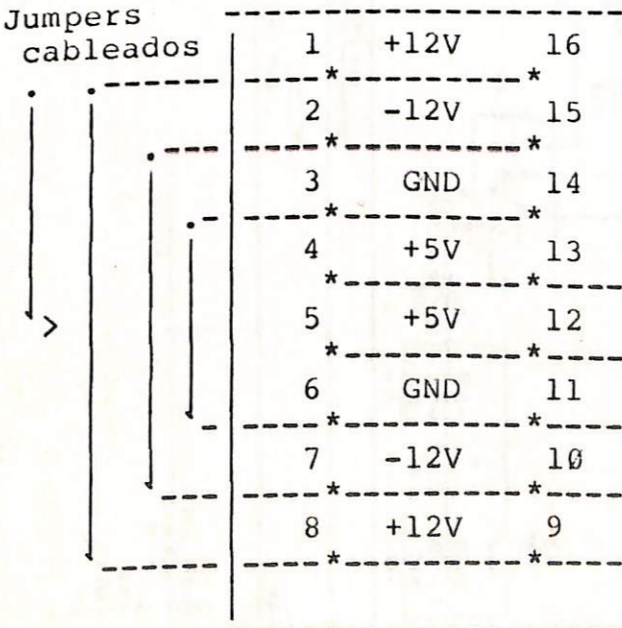 Jumpers
cableados
1 +12V 16
2 -12V 15
3 GND 14
4 +5V 13
5 +5V 12
6 GND 11
7 -12V 10
8 +12V 9